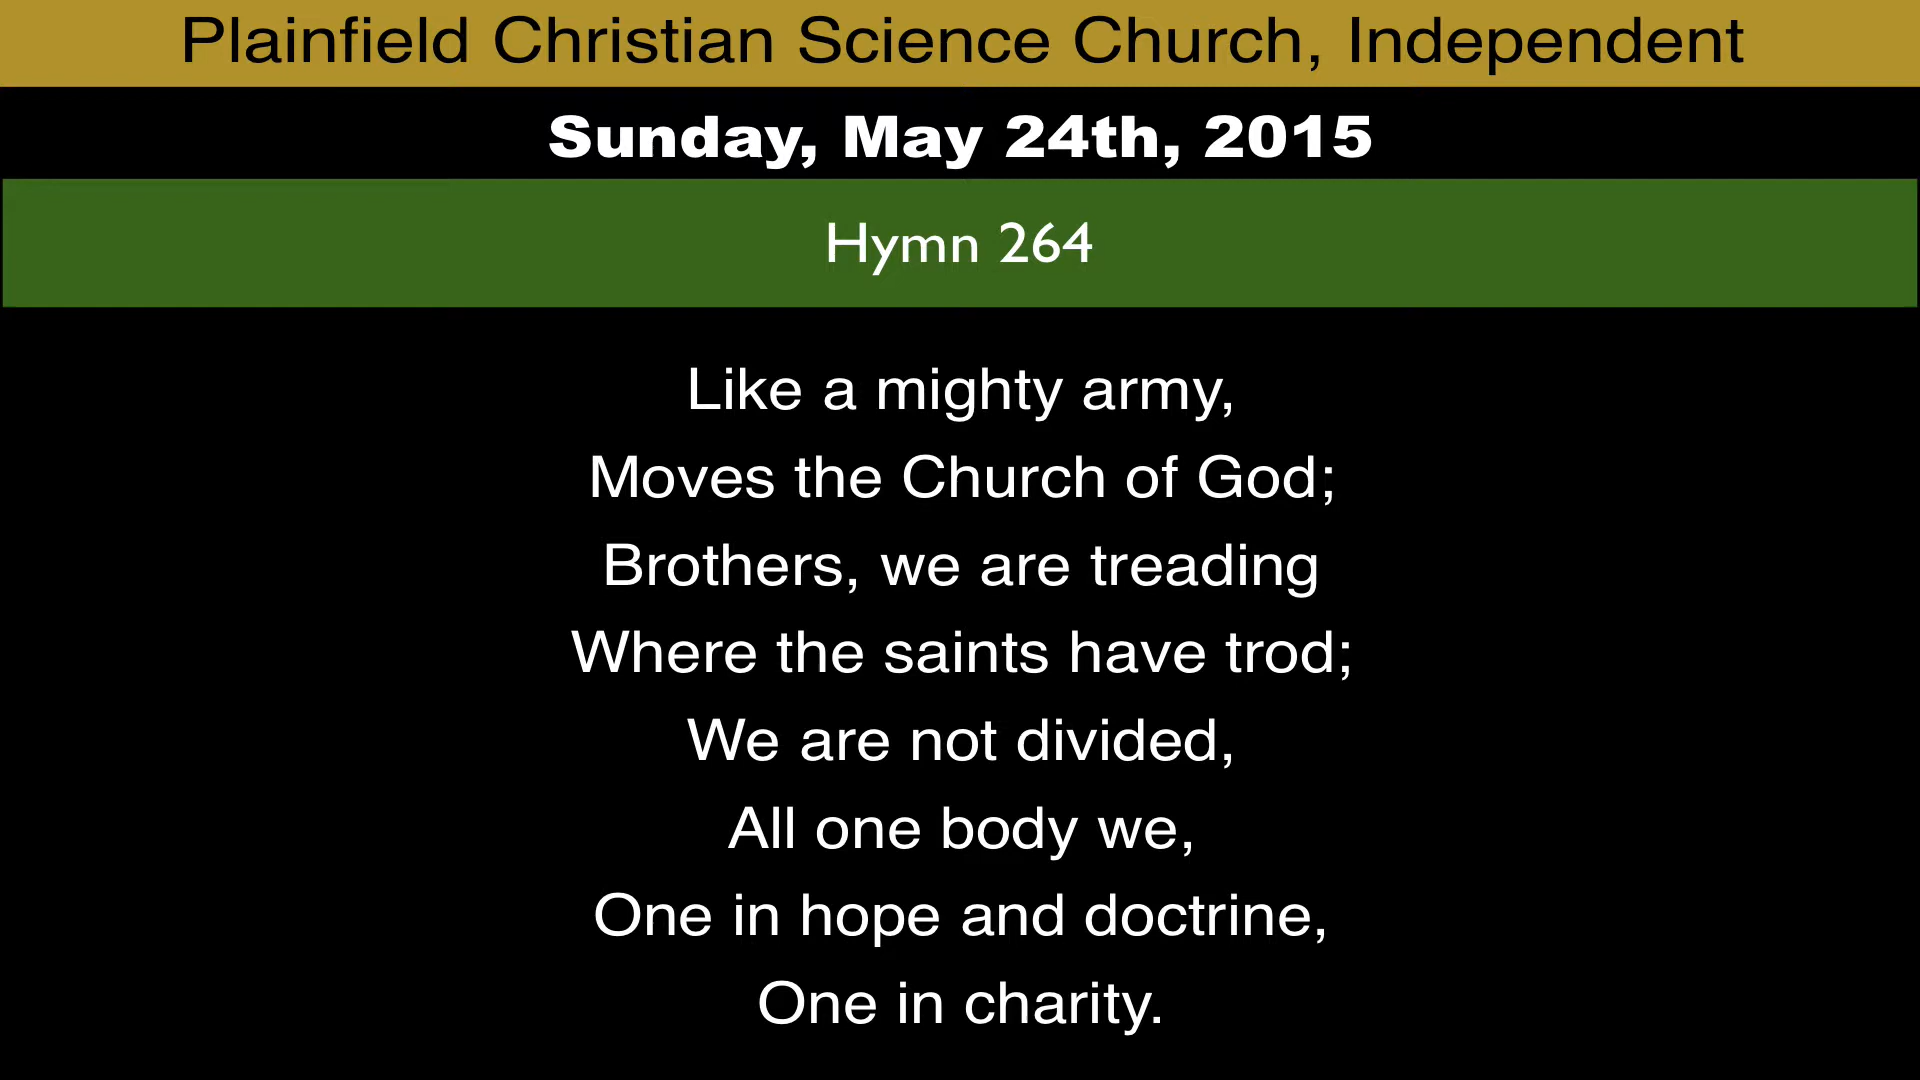 Plainfield Christian Science Church, Independent
Sunday, May 24th, 2015
Hymn 264
Like a mighty army,
Moves the Church of God;
Brothers, we are treading
Where the saints have trod;
We are not divided,
All one body we,
One in hope and doctrine,
One in charity.